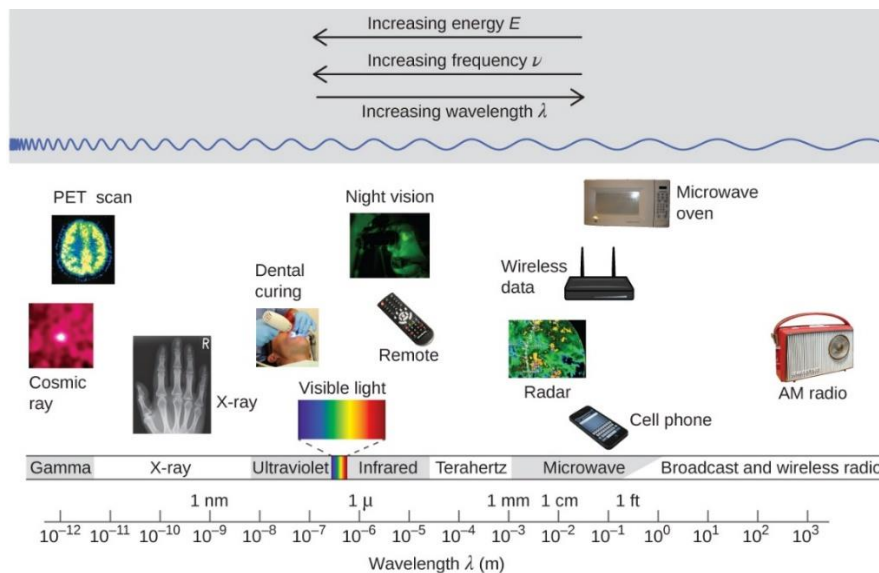 Increasing energy E
Increasing frequency ν
Increasing wavelength λ
PET scan
Night vision
Microwave
oven
Dental
curing
Wireless
data
Cosmic
ray
R
X-ray
Remote
Visible light
Radar
Cell phone
AM radio
Gamma X-ray Ultraviolet Infrared Terahertz Microwave Broadcast and wireless radio
1 nm 1 μ 1 mm 1 cm 1 ft
10⁻¹² 10⁻¹¹ 10⁻¹⁰ 10⁻⁹ 10⁻⁸ 10⁻⁷ 10⁻⁶ 10⁻⁵ 10⁻⁴ 10⁻³ 10⁻² 10⁻¹ 10⁰ 10¹ 10² 10³
Wavelength λ (m)